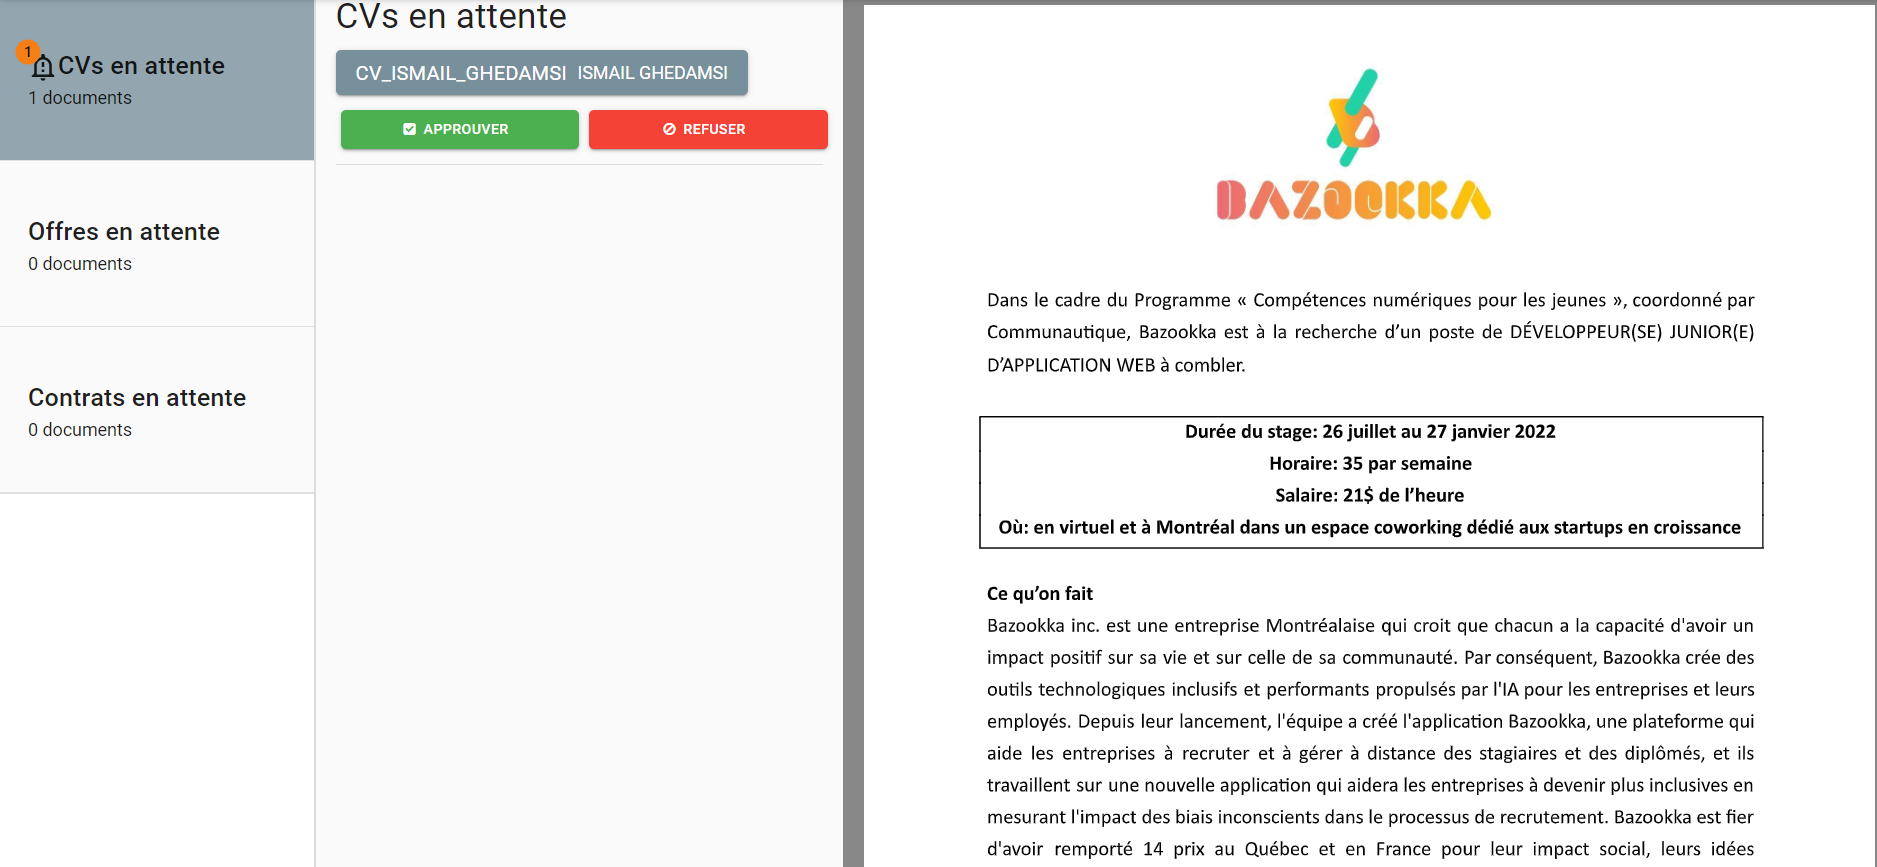 1
CVs en attente
1 documents
Offres en attente
0 documents
Contrats en attente
0 documents
CVs en attente
CV_ISMAIL_GHEDAMSI ISMAIL GHEDAMSI
APPROUVER
REFUSER
BAZOOKKA
Dans le cadre du Programme « Compétences numériques pour les jeunes », coordonné par
Communautique, Bazookka est à la recherche d’un poste de DÉVELOPPEUR(SE) JUNIOR(E)
D’APPLICATION WEB à combler.
Durée du stage: 26 juillet au 27 janvier 2022
Horaire: 35 par semaine
Salaire: 21$ de l’heure
Où: en virtuel et à Montréal dans un espace coworking dédié aux startups en croissance
Ce qu’on fait
Bazookka inc. est une entreprise Montréalaise qui croit que chacun a la capacité d'avoir un
impact positif sur sa vie et sur celle de sa communauté. Par conséquent, Bazookka crée des
outils technologiques inclusifs et performants propulsés par l'IA pour les entreprises et leurs
employés. Depuis leur lancement, l'équipe a créé l'application Bazookka, une plateforme qui
aide les entreprises à recruter et à gérer à distance des stagiaires et des diplômés, et ils
travaillent sur une nouvelle application qui aidera les entreprises à devenir plus inclusives en
mesurant l'impact des biais inconscients dans le processus de recrutement. Bazookka est fier
d'avoir remporté 14 prix au Québec et en France pour leur impact social, leurs idées